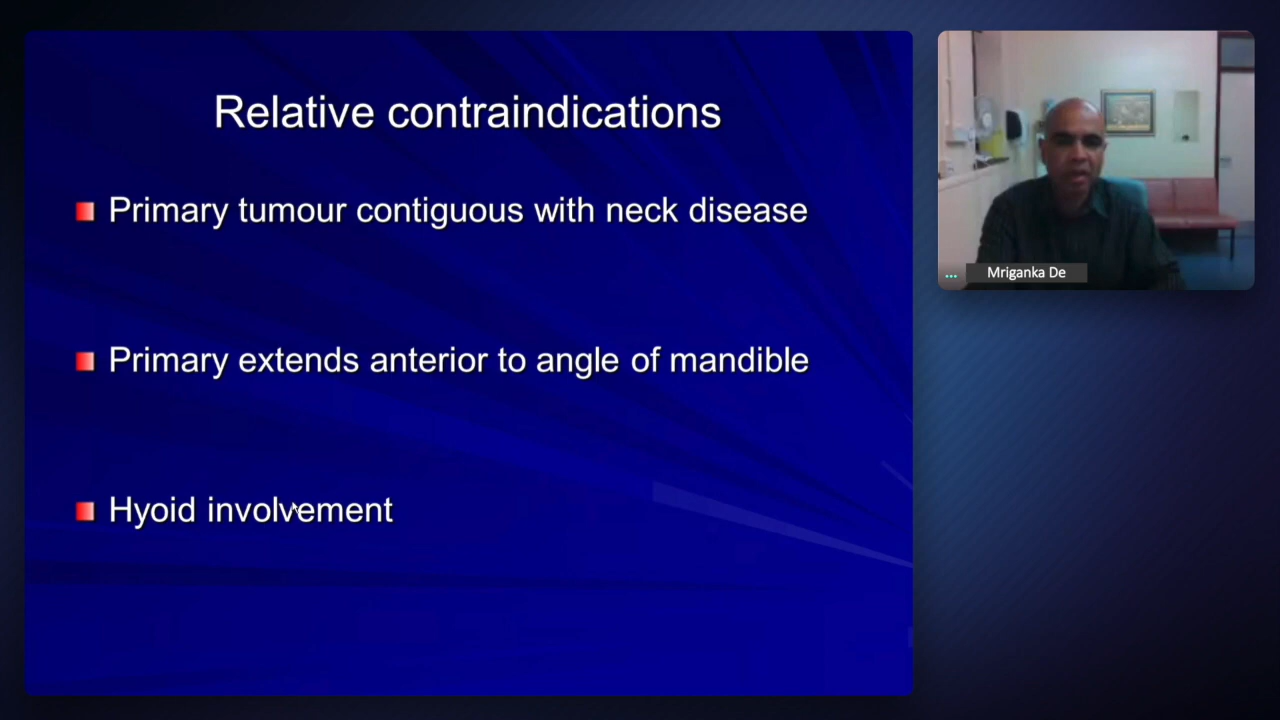 Relative contraindications
Primary tumour contiguous with neck disease
Primary extends anterior to angle of mandible
Hyoid involvement
Mriganka De